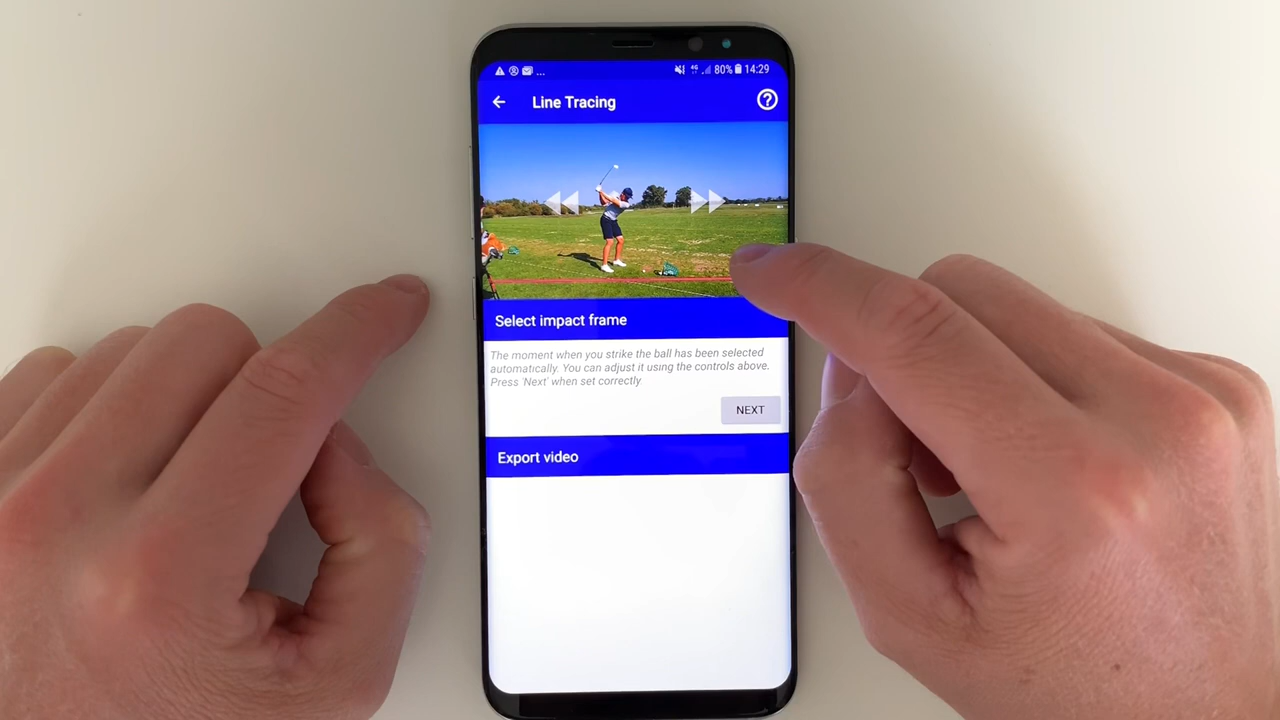 4G 80% 14:29
Line Tracing
Select impact frame
The moment when you strike the ball has been selected
automatically. You can adjust it using the controls above.
Press 'Next' when set correctly
NEXT
Export video